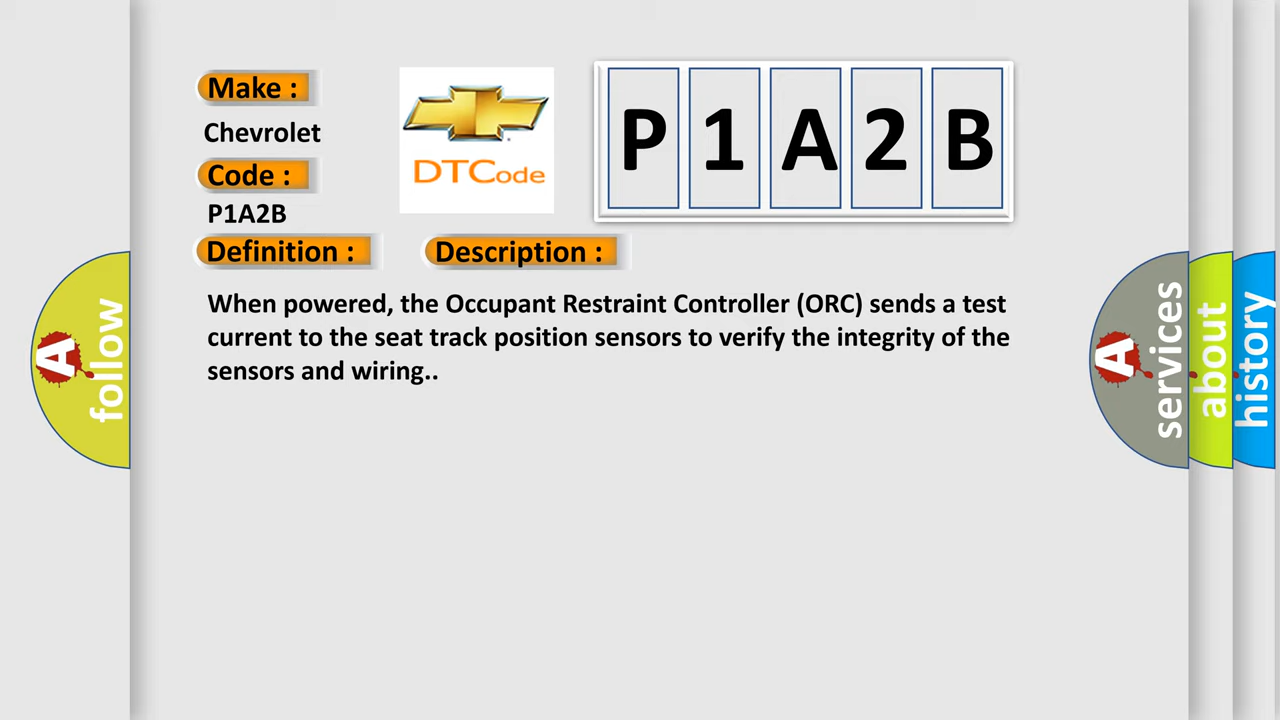 Make :
Chevrolet
Code :
P1A2B
Definition :
Description :
DTCode
P 1 A 2 B
When powered, the Occupant Restraint Controller (ORC) sends a test
current to the seat track position sensors to verify the integrity of the
sensors and wiring..
A follow
A services
about
history